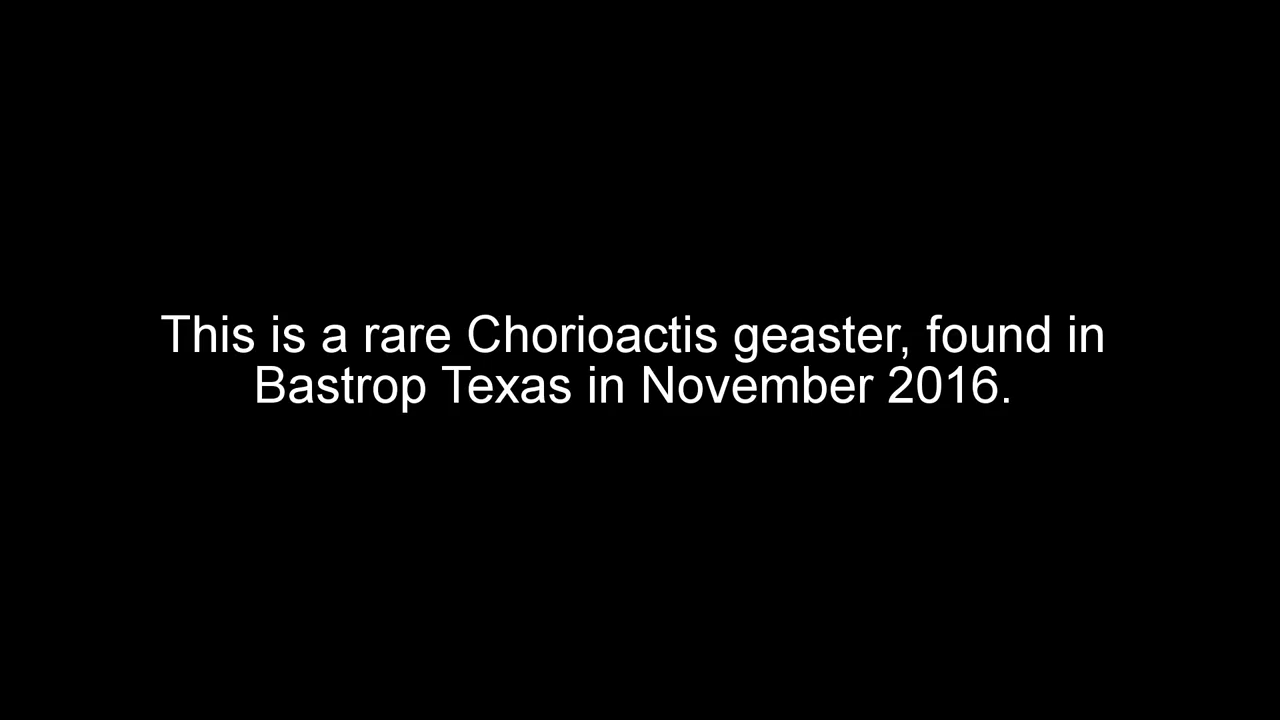 This is a rare Chorioactis geaster, found in
Bastrop Texas in November 2016.